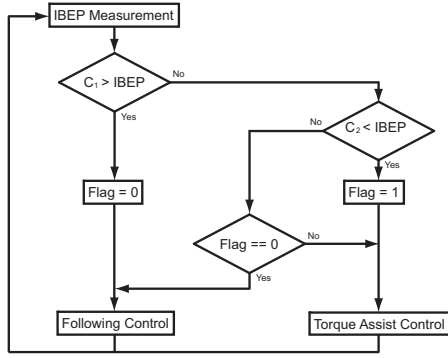 IBEP Measurement
C₁ > IBEP
No
Yes
No
C₂ < IBEP
Yes
Flag = 0
Flag = 1
Flag == 0
No
Yes
Following Control
Torque Assist Control